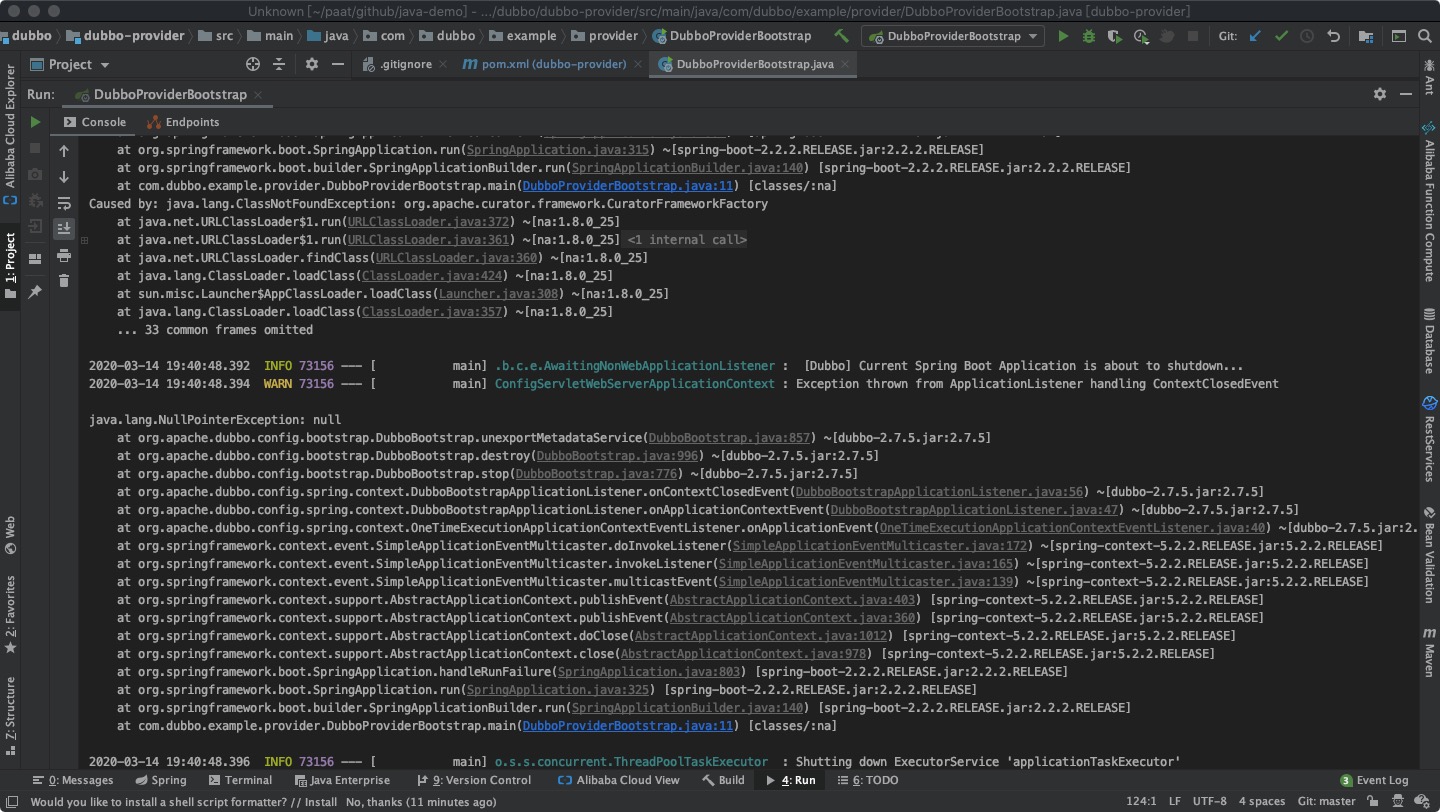 Unknown [~/paat/github/java-demo] - .../dubbo/dubbo-provider/src/main/java/com/dubbo/example/provider/DubboProviderBootstrap.java [dubbo-provider]
dubbo dubbo-provider src main java com dubbo example provider DubboProviderBootstrap DubboProviderBootstrap Git:
Project .gitignore pom.xml (dubbo-provider) DubboProviderBootstrap.java
Run: DubboProviderBootstrap
Console Endpoints
at org.springframework.boot.SpringApplication.run(SpringApplication.java:315) ~[spring-boot-2.2.2.RELEASE.jar:2.2.2.RELEASE]
at org.springframework.boot.builder.SpringApplicationBuilder.run(SpringApplicationBuilder.java:140) [spring-boot-2.2.2.RELEASE.jar:2.2.2.RELEASE]
at com.dubbo.example.provider.DubboProviderBootstrap.main(DubboProviderBootstrap.java:11) [classes/:na]
Caused by: java.lang.ClassNotFoundException: org.apache.curator.framework.CuratorFrameworkFactory
at java.net.URLClassLoader$1.run(URLClassLoader.java:372) ~[na:1.8.0_25]
at java.net.URLClassLoader$1.run(URLClassLoader.java:361) ~[na:1.8.0_25] <1 internal call>
at java.net.URLClassLoader.findClass(URLClassLoader.java:360) ~[na:1.8.0_25]
at java.lang.ClassLoader.loadClass(ClassLoader.java:424) ~[na:1.8.0_25]
at sun.misc.Launcher$AppClassLoader.loadClass(Launcher.java:308) ~[na:1.8.0_25]
at java.lang.ClassLoader.loadClass(ClassLoader.java:357) ~[na:1.8.0_25]
... 33 common frames omitted
2020-03-14 19:40:48.392  INFO 73156 --- [           main] .b.c.e.AwaitingNonWebApplicationListener :  [Dubbo] Current Spring Boot Application is about to shutdown...
2020-03-14 19:40:48.394  WARN 73156 --- [           main] ConfigServletWebServerApplicationContext : Exception thrown from ApplicationListener handling ContextClosedEvent
java.lang.NullPointerException: null
at org.apache.dubbo.config.bootstrap.DubboBootstrap.unexportMetadataService(DubboBootstrap.java:857) ~[dubbo-2.7.5.jar:2.7.5]
at org.apache.dubbo.config.bootstrap.DubboBootstrap.destroy(DubboBootstrap.java:996) ~[dubbo-2.7.5.jar:2.7.5]
at org.apache.dubbo.config.bootstrap.DubboBootstrap.stop(DubboBootstrap.java:776) ~[dubbo-2.7.5.jar:2.7.5]
at org.apache.dubbo.config.spring.context.DubboBootstrapApplicationListener.onContextClosedEvent(DubboBootstrapApplicationListener.java:56) ~[dubbo-2.7.5.jar:2.7.5]
at org.apache.dubbo.config.spring.context.DubboBootstrapApplicationListener.onApplicationContextEvent(DubboBootstrapApplicationListener.java:47) ~[dubbo-2.7.5.jar:2.7.5]
at org.apache.dubbo.config.spring.context.OneTimeExecutionApplicationContextEventListener.onApplicationEvent(OneTimeExecutionApplicationContextEventListener.java:40) ~[dubbo-2.7.5.jar:2.
at org.springframework.context.event.SimpleApplicationEventMulticaster.doInvokeListener(SimpleApplicationEventMulticaster.java:172) ~[spring-context-5.2.2.RELEASE.jar:5.2.2.RELEASE]
at org.springframework.context.event.SimpleApplicationEventMulticaster.invokeListener(SimpleApplicationEventMulticaster.java:165) ~[spring-context-5.2.2.RELEASE.jar:5.2.2.RELEASE]
at org.springframework.context.event.SimpleApplicationEventMulticaster.multicastEvent(SimpleApplicationEventMulticaster.java:139) ~[spring-context-5.2.2.RELEASE.jar:5.2.2.RELEASE]
at org.springframework.context.support.AbstractApplicationContext.publishEvent(AbstractApplicationContext.java:403) [spring-context-5.2.2.RELEASE.jar:5.2.2.RELEASE]
at org.springframework.context.support.AbstractApplicationContext.publishEvent(AbstractApplicationContext.java:360) [spring-context-5.2.2.RELEASE.jar:5.2.2.RELEASE]
at org.springframework.context.support.AbstractApplicationContext.doClose(AbstractApplicationContext.java:1012) [spring-context-5.2.2.RELEASE.jar:5.2.2.RELEASE]
at org.springframework.context.support.AbstractApplicationContext.close(AbstractApplicationContext.java:978) [spring-context-5.2.2.RELEASE.jar:5.2.2.RELEASE]
at org.springframework.boot.SpringApplication.handleRunFailure(SpringApplication.java:803) [spring-boot-2.2.2.RELEASE.jar:2.2.2.RELEASE]
at org.springframework.boot.SpringApplication.run(SpringApplication.java:325) [spring-boot-2.2.2.RELEASE.jar:2.2.2.RELEASE]
at org.springframework.boot.builder.SpringApplicationBuilder.run(SpringApplicationBuilder.java:140) [spring-boot-2.2.2.RELEASE.jar:2.2.2.RELEASE]
at com.dubbo.example.provider.DubboProviderBootstrap.main(DubboProviderBootstrap.java:11) [classes/:na]
2020-03-14 19:40:48.396  INFO 73156 --- [           main] o.s.s.concurrent.ThreadPoolTaskExecutor  : Shutting down ExecutorService 'applicationTaskExecutor'
0: Messages Spring Terminal Java Enterprise 9: Version Control Alibaba Cloud View Build 4: Run 6: TODO 3 Event Log
Would you like to install a shell script formatter? // Install No, thanks (11 minutes ago) 124:1 LF UTF-8 4 spaces Git: master
Alibaba Cloud Explorer
1: Project
Web
2: Favorites
Z: Structure
Ant
Alibaba Function Compute
Database
RestServices
Bean Validation
Maven